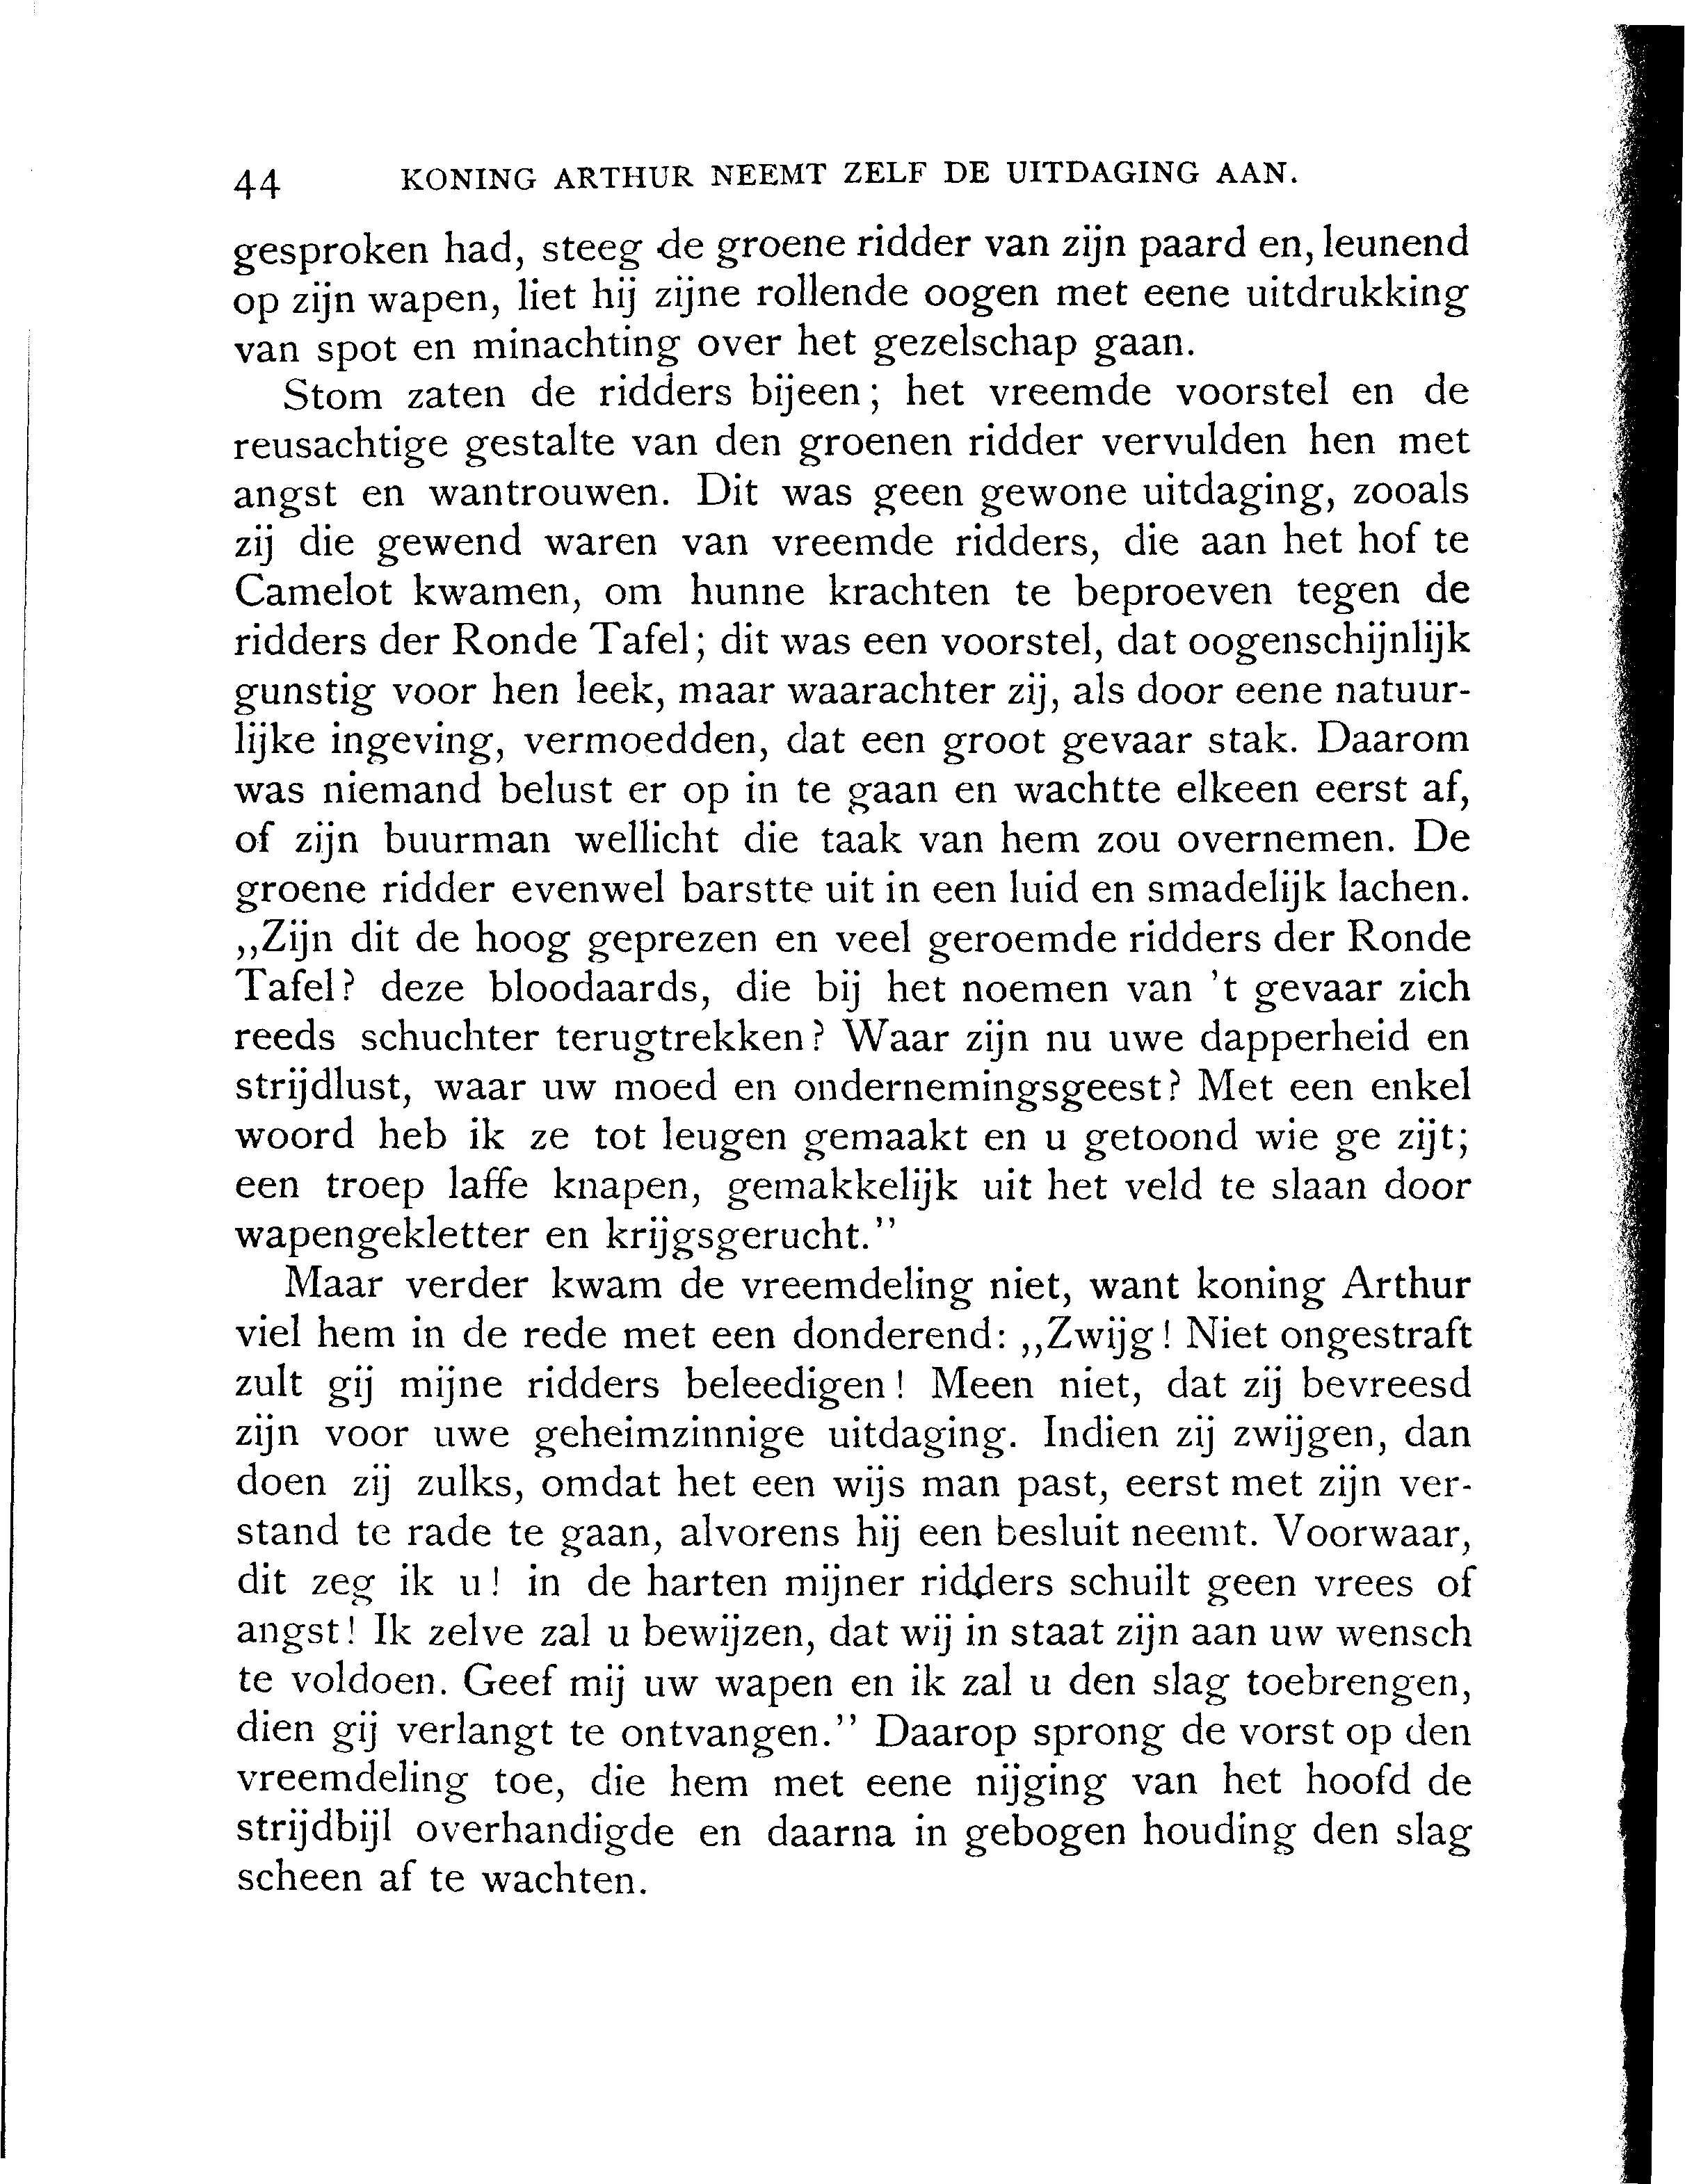 44 KONING ARTHUR NEEMT ZELF DE UITDAGING AAN.
gesproken had, steeg de groene ridder van zijn paard en, leunend
op zijn wapen, liet hij zijne rollende oogen met eene uitdrukking
van spot en minachting over het gezelschap gaan.
Stom zaten de ridders bijeen; het vreemde voorstel en de
reusachtige gestalte van den groenen ridder vervulden hen met
angst en wantrouwen. Dit was geen gewone uitdaging, zooals
zij die gewend waren van vreemde ridders, die aan het hof te
Camelot kwamen, om hunne krachten te beproeven tegen de
ridders der Ronde Tafel; dit was een voorstel, dat oogenschijnlijk
gunstig voor hen leek, maar waarachter zij, als door eene natuur-
lijke ingeving, vermoedden, dat een groot gevaar stak. Daarom
was niemand belust er op in te gaan en wachtte elkeen eerst af,
of zijn buurman wellicht die taak van hem zou overnemen. De
groene ridder evenwel barstte uit in een luid en smadelijk lachen.
„Zijn dit de hoog geprezen en veel geroemde ridders der Ronde
Tafel? deze bloodaards, die bij het noemen van 't gevaar zich
reeds schuchter terugtrekken? Waar zijn nu uwe dapperheid en
strijdlust, waar uw moed en ondernemingsgeest? Met een enkel
woord heb ik ze tot leugen gemaakt en u getoond wie ge zijt;
een troep laffe knapen, gemakkelijk uit het veld te slaan door
wapengekletter en krijgsgerucht.”
Maar verder kwam de vreemdeling niet, want koning Arthur
viel hem in de rede met een donderend: „Zwijg! Niet ongestraft
zult gij mijne ridders beleedigen! Meen niet, dat zij bevreesd
zijn voor uwe geheimzinnige uitdaging. Indien zij zwijgen, dan
doen zij zulks, omdat het een wijs man past, eerst met zijn ver-
stand te rade te gaan, alvorens hij een besluit neemt. Voorwaar,
dit zeg ik u! in de harten mijner ridders schuilt geen vrees of
angst! Ik zelve zal u bewijzen, dat wij in staat zijn aan uw wensch
te voldoen. Geef mij uw wapen en ik zal u den slag toebrengen,
dien gij verlangt te ontvangen.” Daarop sprong de vorst op den
vreemdeling toe, die hem met eene nijging van het hoofd de
strijdbijl overhandigde en daarna in gebogen houding den slag
scheen af te wachten.